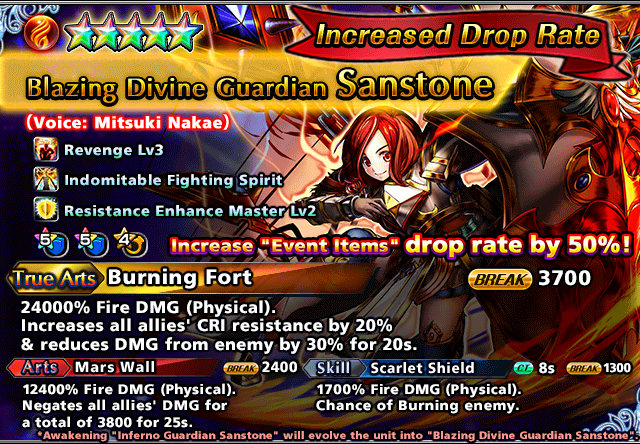 Increased Drop Rate
Blazing Divine Guardian Sanstone
(Voice: Mitsuki Nakae)
Revenge Lv3
Indomitable Fighting Spirit
Resistance Enhance Master Lv2
5 5 4
Increase "Event Items" drop rate by 50%!
True Arts Burning Fort BREAK 3700
24000% Fire DMG (Physical).
Increases all allies' CRI resistance by 20%
& reduces DMG from enemy by 30% for 20s.
Arts Mars Wall BREAK 2400
12400% Fire DMG (Physical).
Negates all allies' DMG for
a total of 3800 for 25s.
Skill Scarlet Shield CT 8s BREAK 1300
1700% Fire DMG (Physical).
Chance of Burning enemy.
*Awakening "Inferno Guardian Sanstone" will evolve the unit into "Blazing Divine Guardian Sanstone"